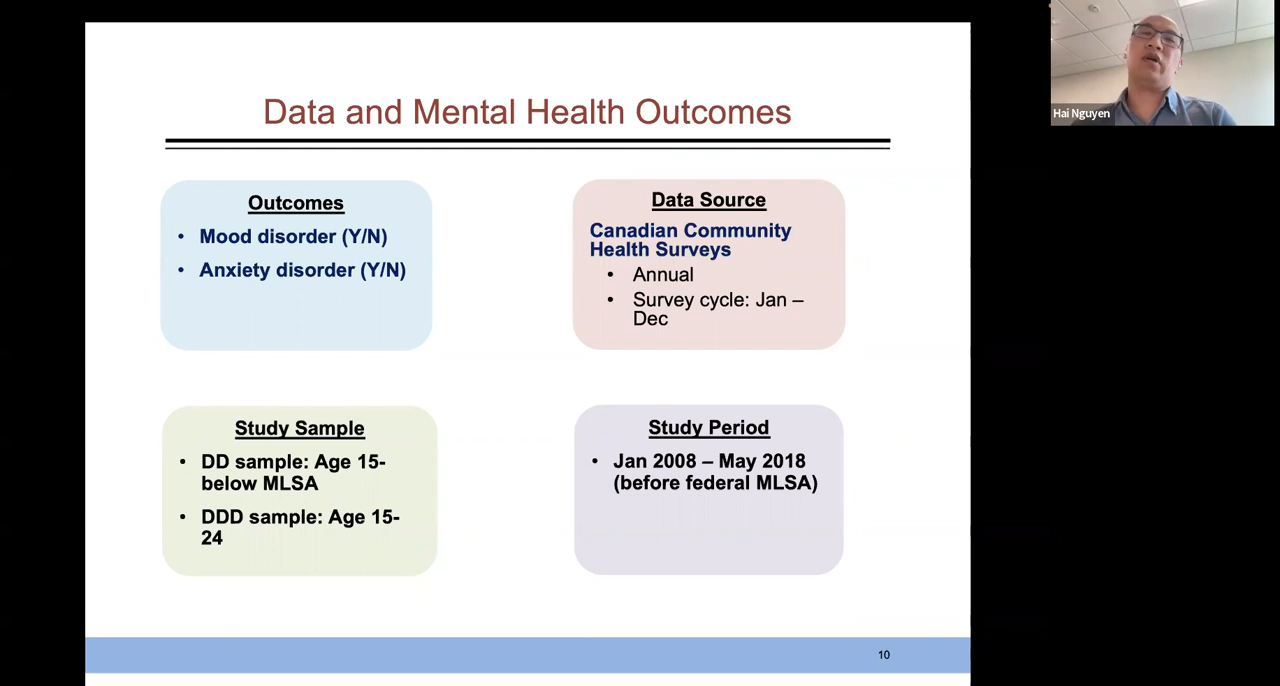 Data and Mental Health Outcomes
Outcomes
• Mood disorder (Y/N)
• Anxiety disorder (Y/N)
Data Source
Canadian Community
Health Surveys
• Annual
• Survey cycle: Jan –
Dec
Study Sample
• DD sample: Age 15-
below MLSA
• DDD sample: Age 15-
24
Study Period
• Jan 2008 – May 2018
(before federal MLSA)
10
Hai Nguyen